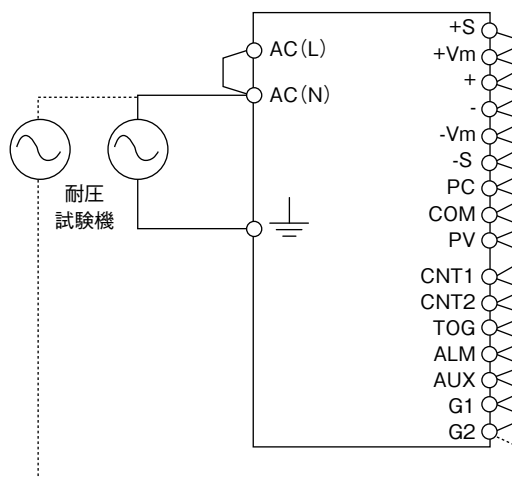 AC(L)
AC(N)
耐圧
試験機
+S
+Vm
+
-
-Vm
-S
PC
COM
PV
CNT1
CNT2
TOG
ALM
AUX
G1
G2